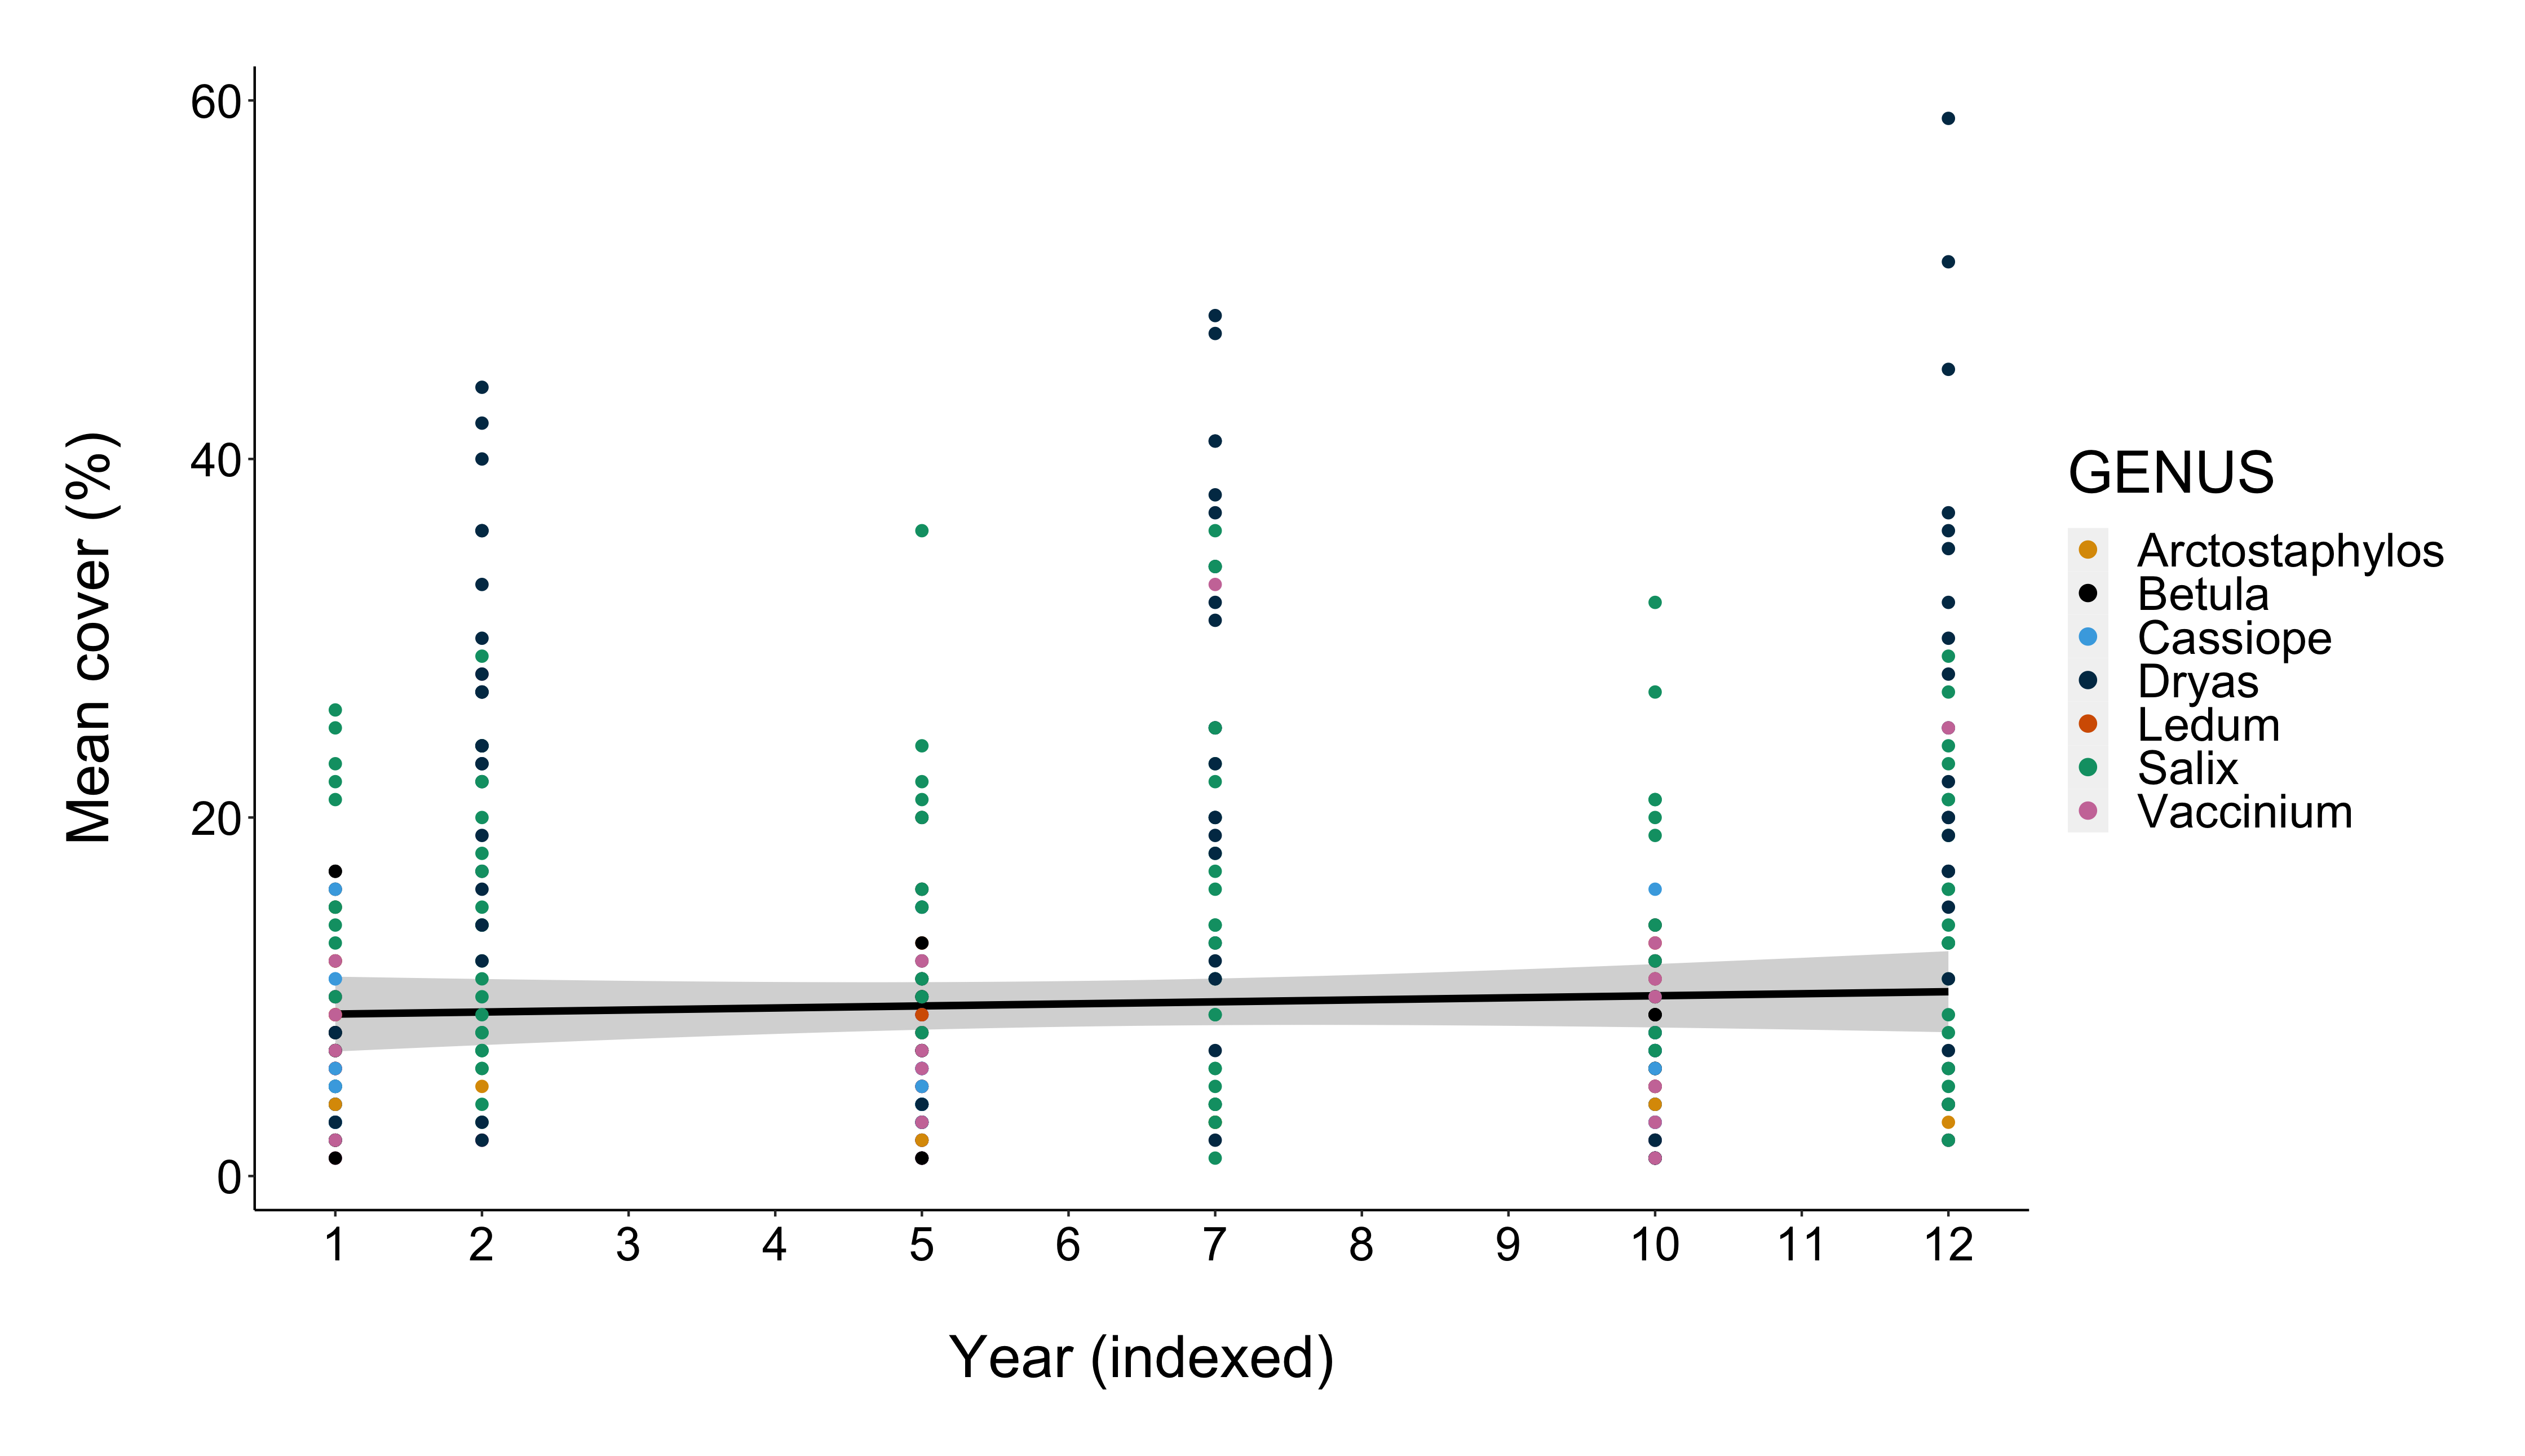 Mean cover (%)
60
40
20
0
1 2 3 4 5 6 7 8 9 10 11 12
Year (indexed)
GENUS
Arctostaphylos
Betula
Cassiope
Dryas
Ledum
Salix
Vaccinium